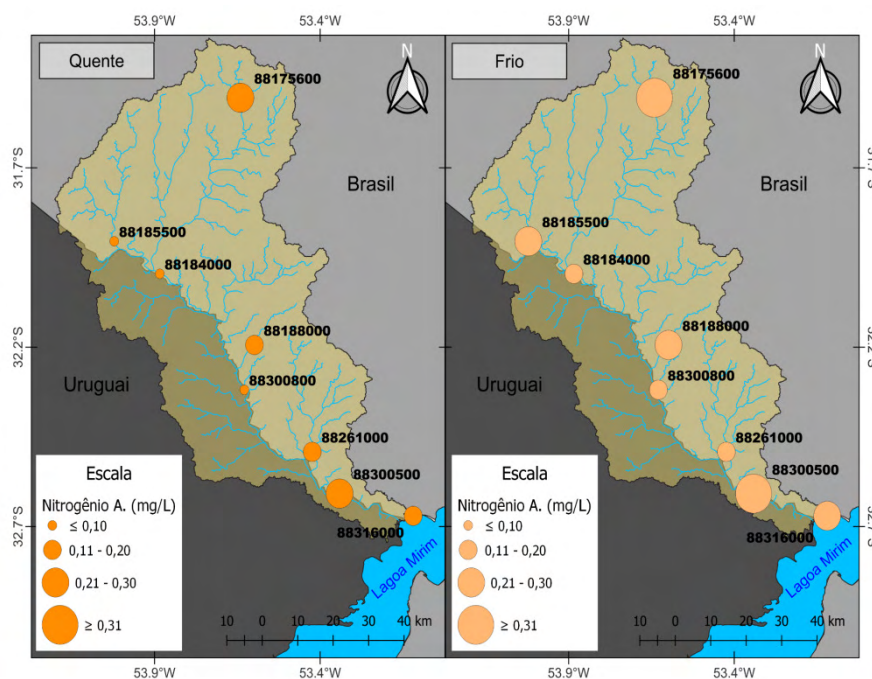 53.9°W 53.4°W
Quente
N
88175600
31.7°S
Brasil
88185500
88184000
32.2°S
88188000
Uruguai
88300800
88261000
88300500
32.7°S
88316000
Lagoa Mirim
Escala
Nitrogênio A. (mg/L)
≤ 0,10
0,11 - 0,20
0,21 - 0,30
≥ 0,31
10 0 10 20 30 40 km
53.9°W 53.4°W
53.9°W 53.4°W
Frio
N
88175600
31.7°S
Brasil
88185500
88184000
32.2°S
88188000
Uruguai
88300800
88261000
88300500
32.7°S
88316000
Lagoa Mirim
Escala
Nitrogênio A. (mg/L)
≤ 0,10
0,11 - 0,20
0,21 - 0,30
≥ 0,31
10 0 10 20 30 40 km
53.9°W 53.4°W